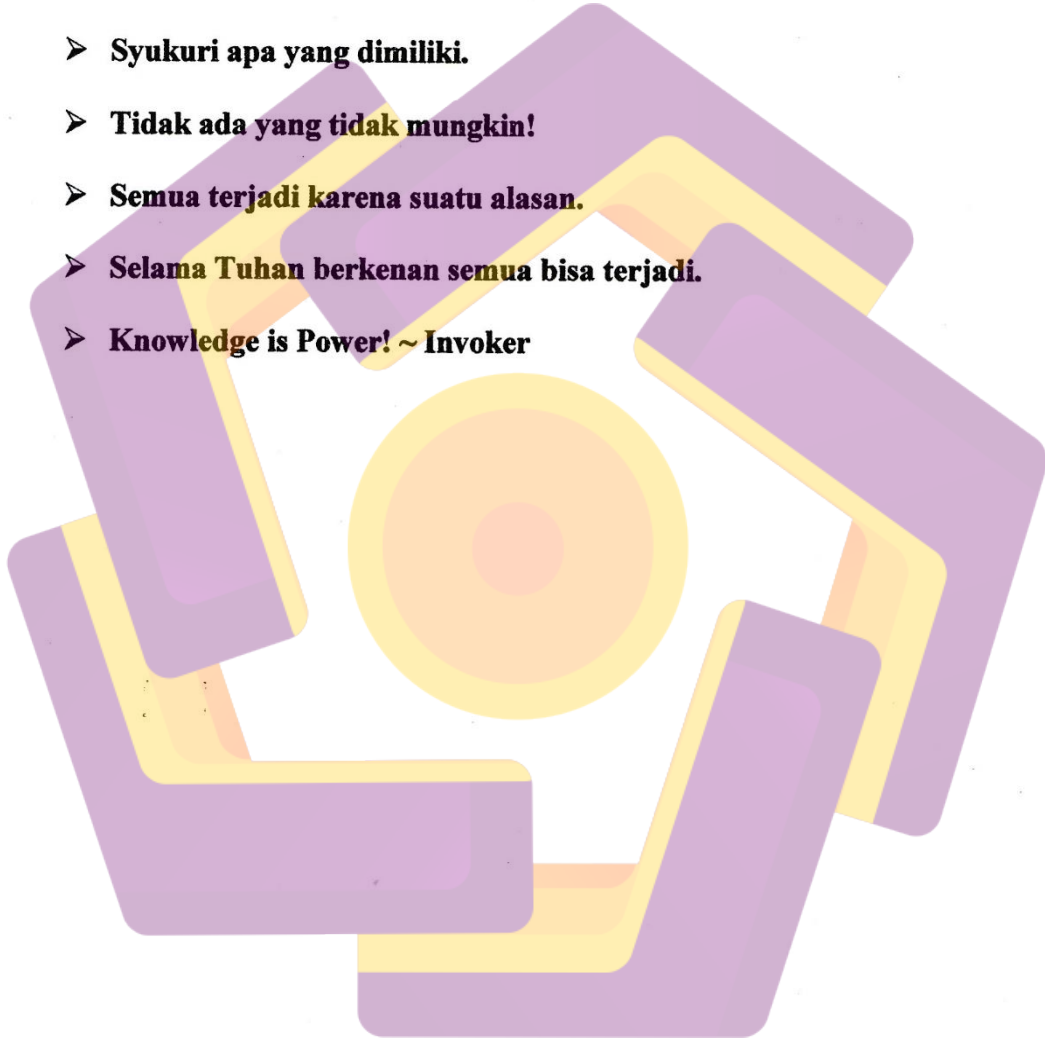 ➢ Syukuri apa yang dimiliki.
➢ Tidak ada yang tidak mungkin!
➢ Semua terjadi karena suatu alasan.
➢ Selama Tuhan berkenan semua bisa terjadi.
➢ Knowledge is Power! ~ Invoker